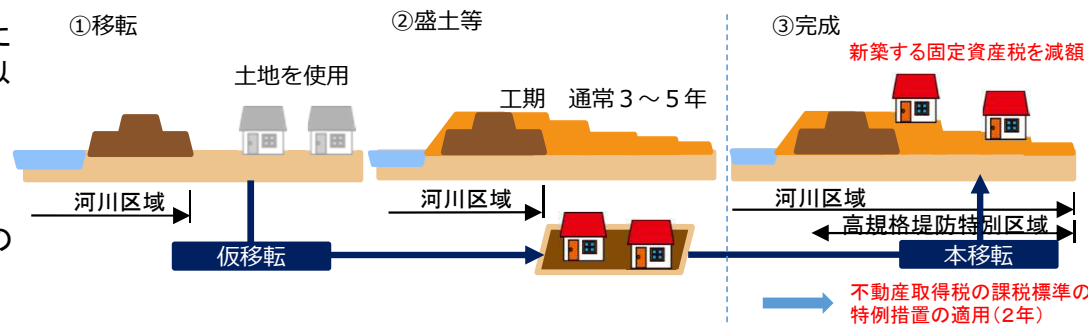 に
以
の
①移転
土地を使用
河川区域
仮移転
②盛土等
工期　通常３～５年
河川区域
③完成
新築する固定資産税を減額
河川区域
高規格堤防特別区域
本移転
不動産取得税の課税標準の
特例措置の適用（２年）